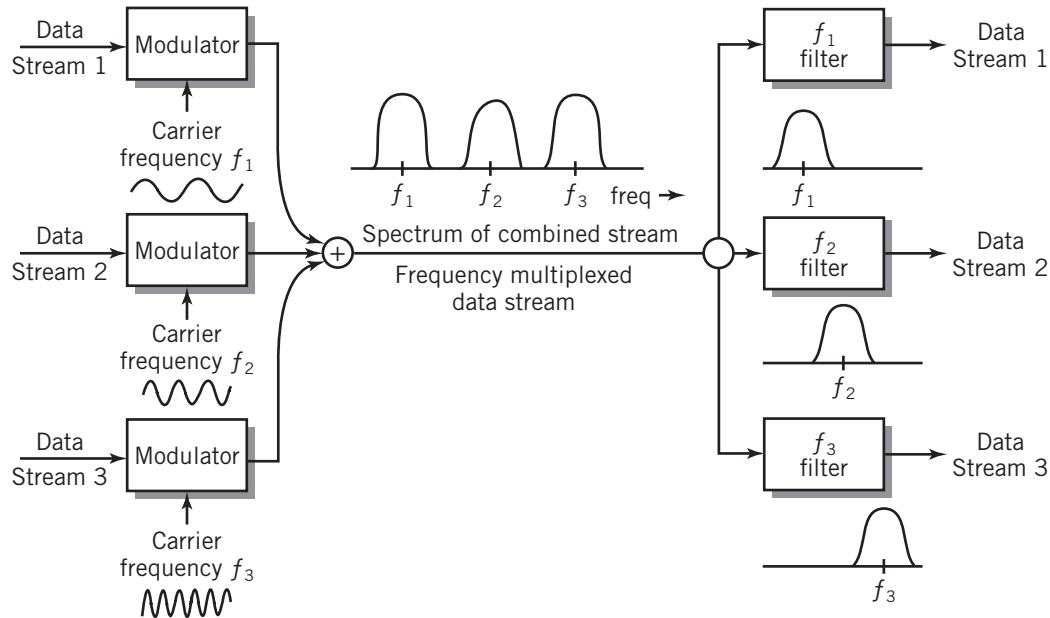 Data
Stream 1
Modulator
Carrier
frequency f1
Data
Stream 2
Modulator
Carrier
frequency f2
Data
Stream 3
Modulator
Carrier
frequency f3
+
f1
f2
f3
freq
Spectrum of combined stream
Frequency multiplexed
data stream
f1
filter
Data
Stream 1
f1
f2
filter
Data
Stream 2
f2
f3
filter
Data
Stream 3
f3